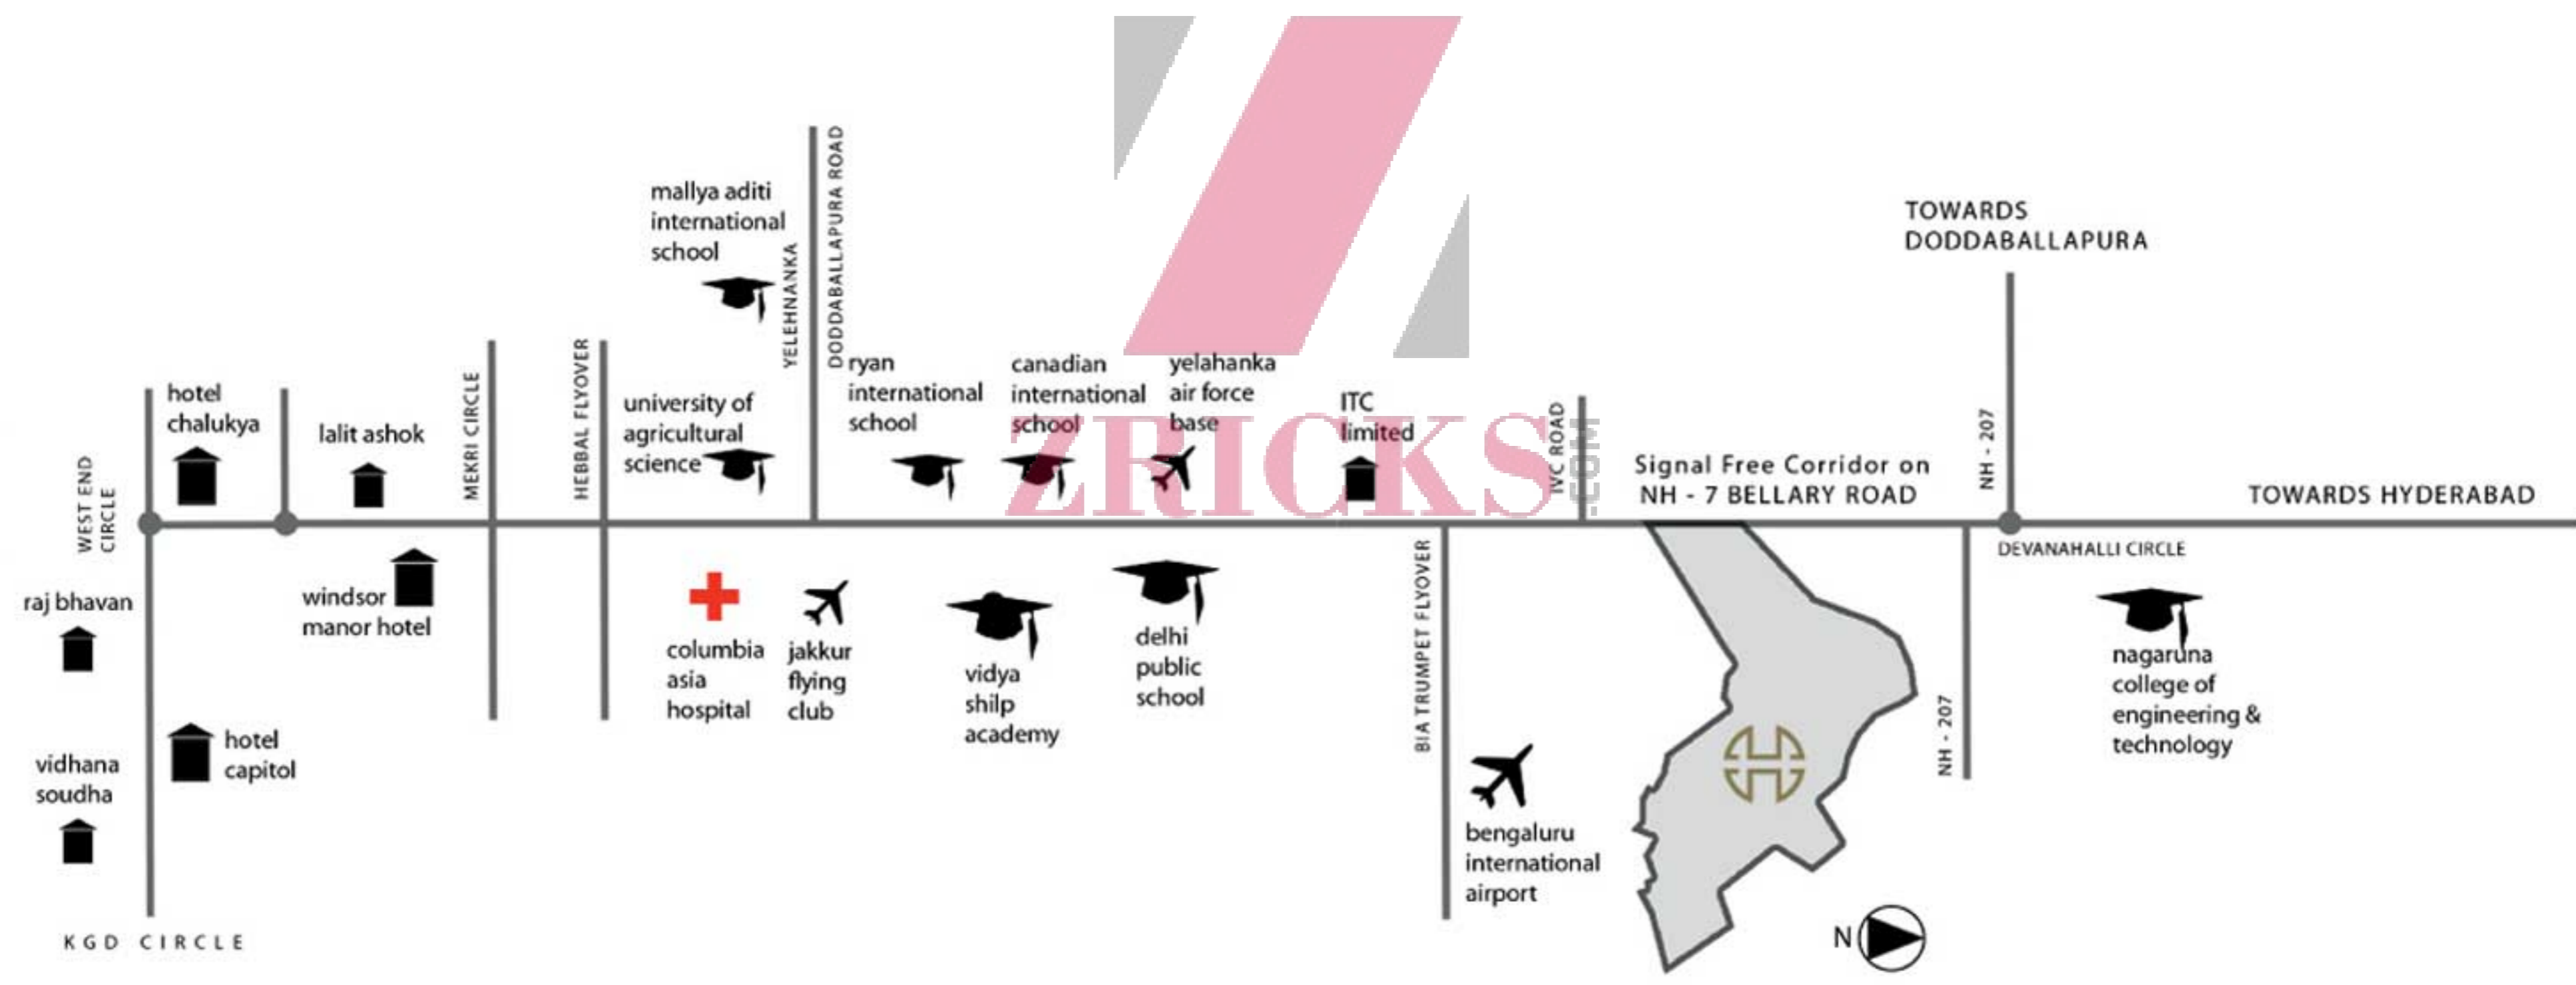 TOWARDS
DODDABALLAPURA
mallya aditi
international
school
YELEHNANKA
DODDABALLAPURA ROAD
WEST END
CIRCLE
hotel
chalukya
lalit ashok
MEKRI CIRCLE
HEBBAL FLYOVER
university of
agricultural
science
ryan
international
school
canadian
international
school
yelahanka
air force
base
ITC
limited
ZRICKS
.COM
IVC ROAD
Signal Free Corridor on
NH - 7 BELLARY ROAD
NH - 207
TOWARDS HYDERABAD
DEVANAHALLI CIRCLE
raj bhavan
windsor
manor hotel
columbia
asia
hospital
jakkur
flying
club
vidya
shilp
academy
delhi
public
school
BIA TRUMPET FLYOVER
NH - 207
nagaruna
college of
engineering &
technology
vidhana
soudha
hotel
capitol
bengaluru
international
airport
KGD CIRCLE
N